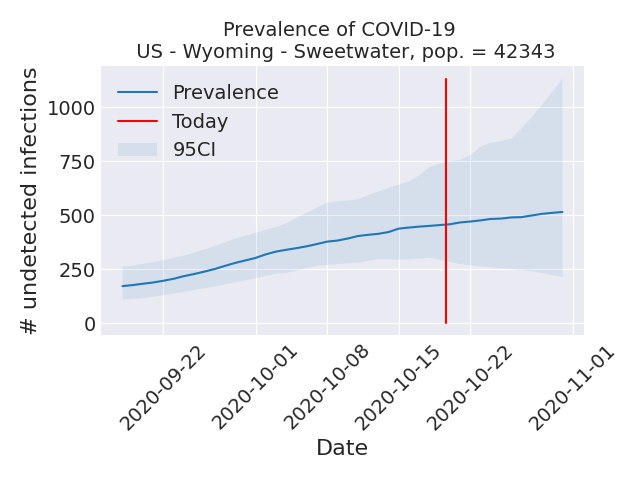 Prevalence of COVID-19
US - Wyoming - Sweetwater, pop. = 42343
# undetected infections
1000
750
500
250
0
Prevalence
Today
95CI
2020-09-22
2020-10-01
2020-10-08
2020-10-15
2020-10-22
2020-11-01
Date